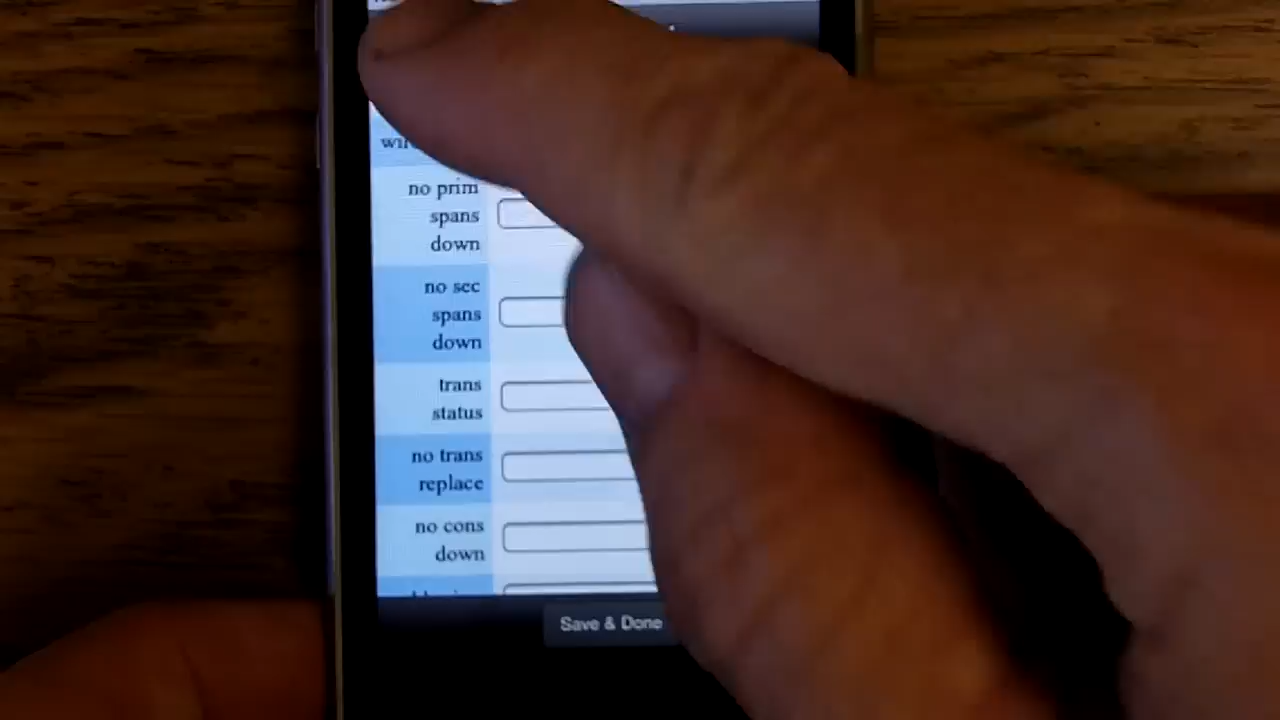 no prim
spans
down
no sec
spans
down
trans
status
no trans
replace
no cons
down
Save & Done